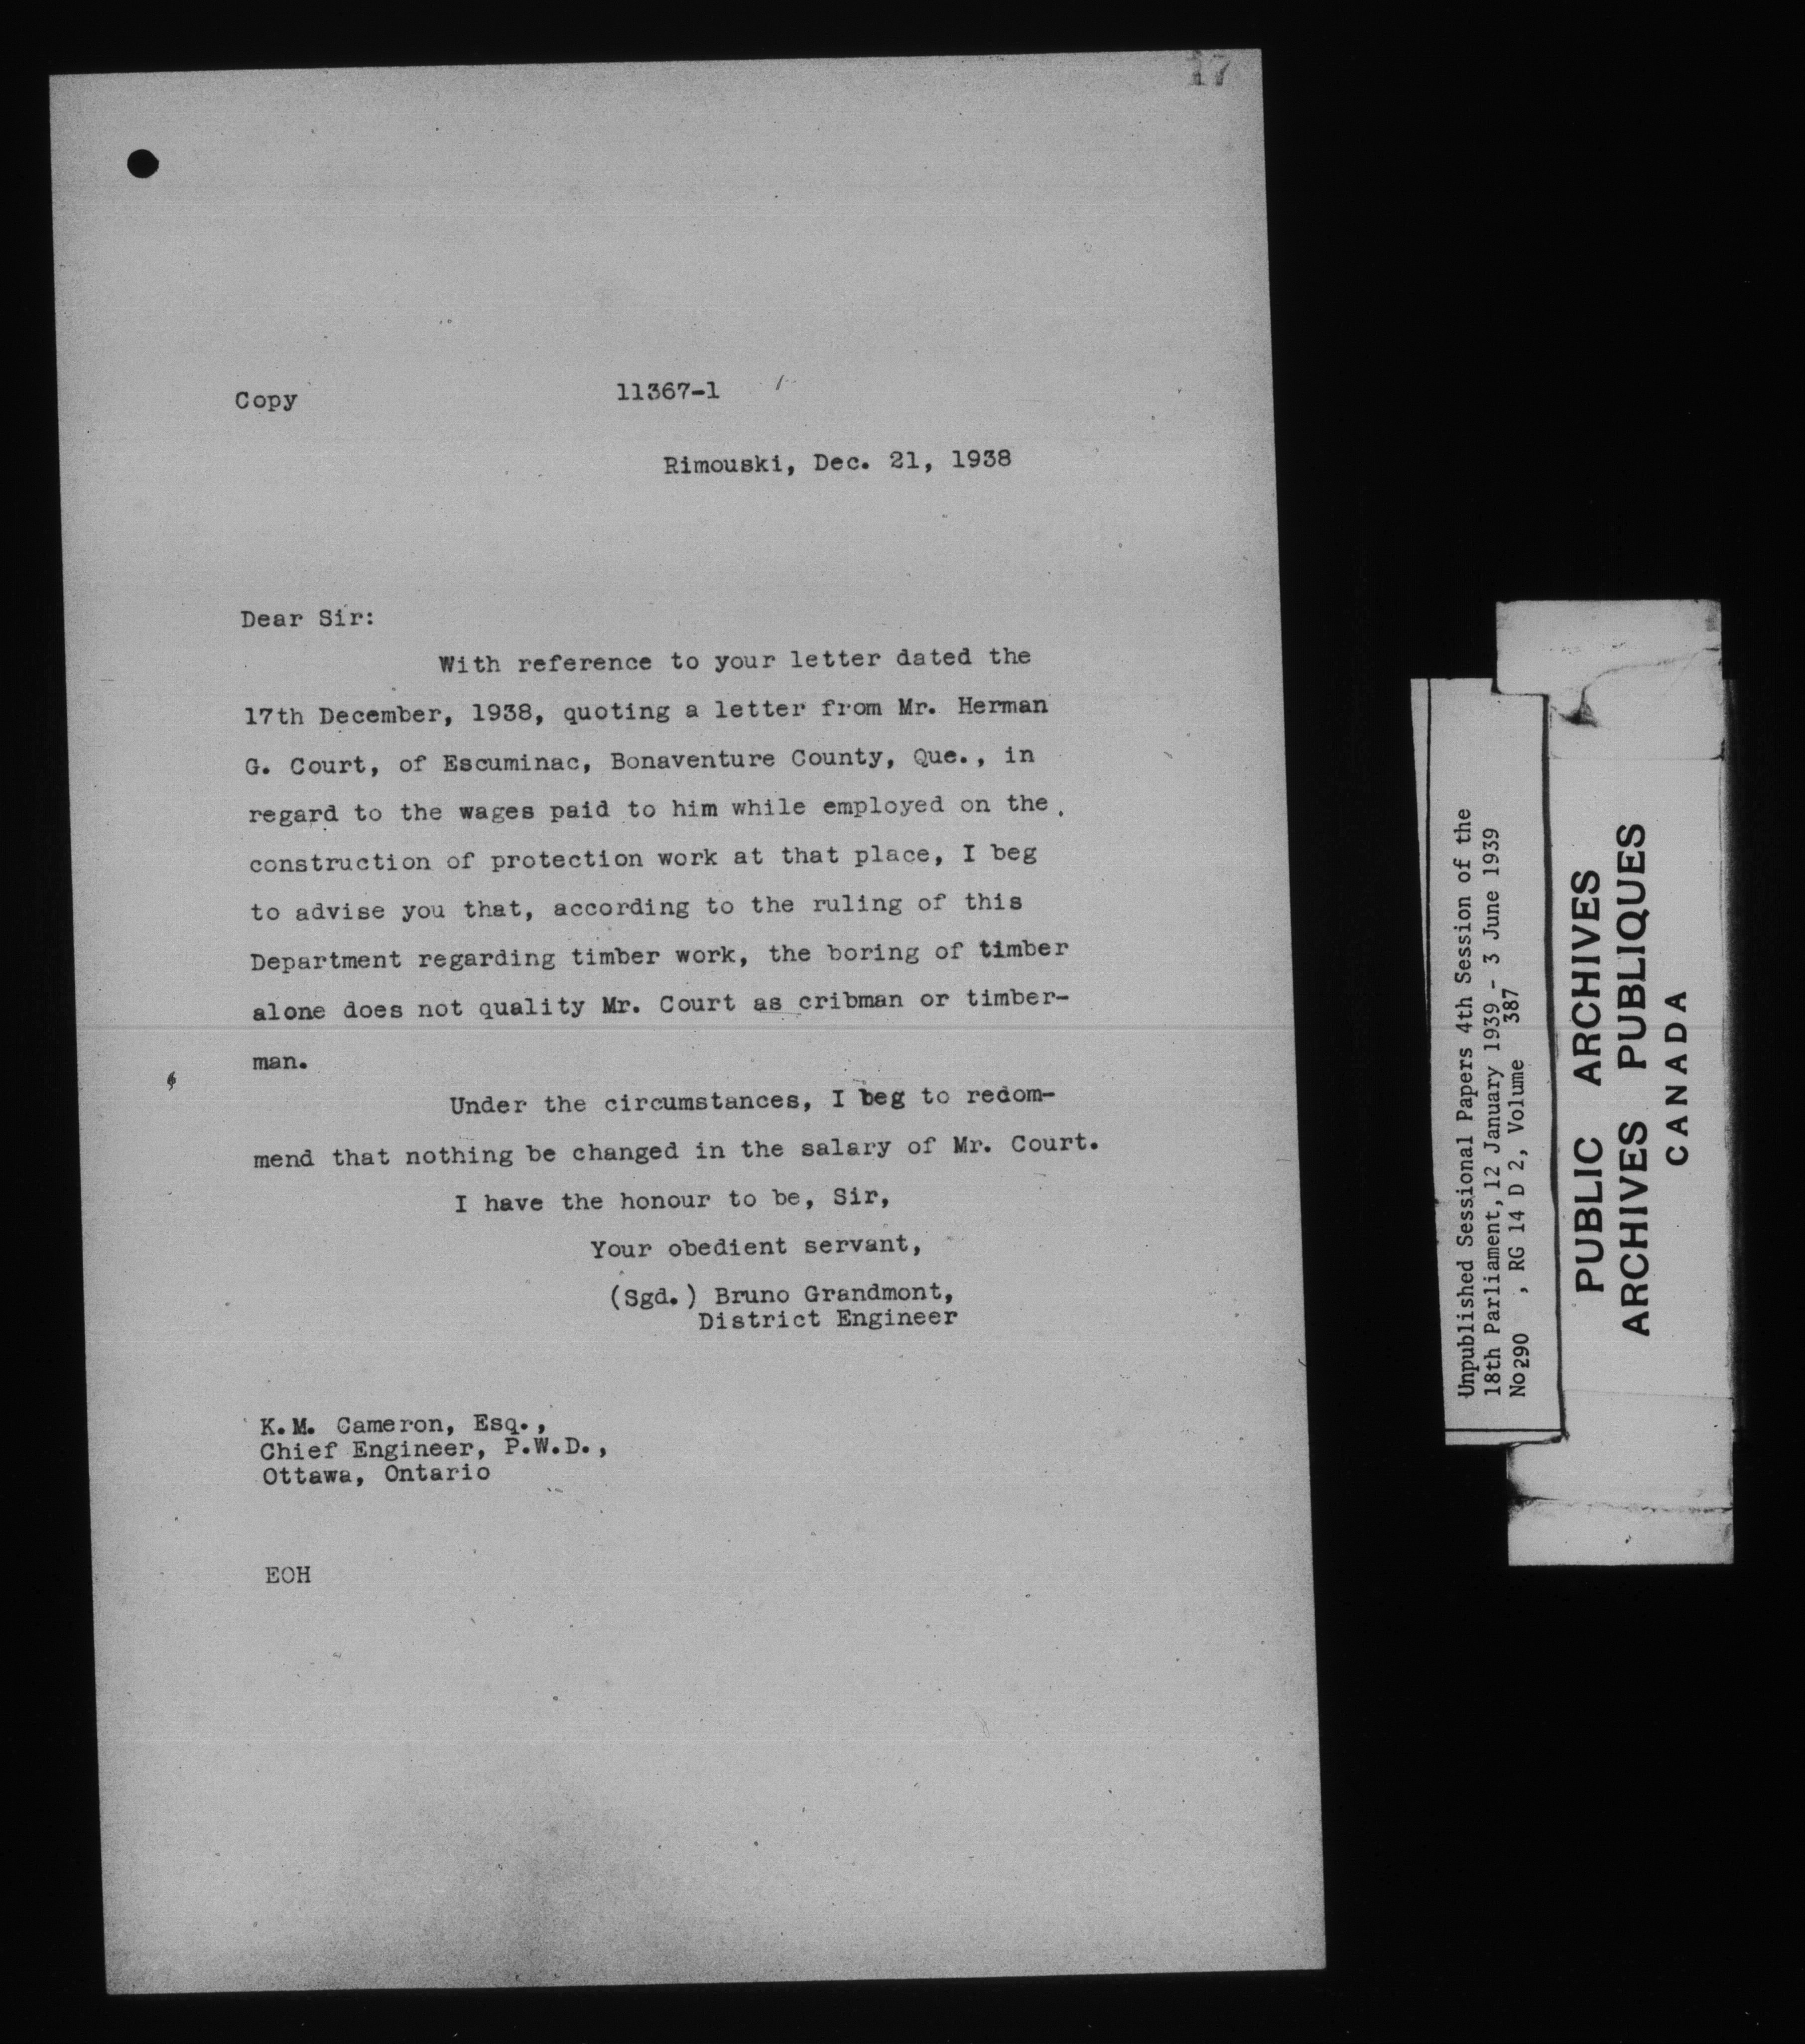 17
Copy
11367-1
Rimouski, Dec. 21, 1938
Dear Sir:
With reference to your letter dated the
17th December, 1938, quoting a letter from Mr. Herman
G. Court, of Escuminac, Bonaventure County, Que., in
regard to the wages paid to him while employed on the.
construction of protection work at that place, I beg
to advise you that, according to the ruling of this
Department regarding timber work, the boring of timber
alone does not quality Mr. Court as cribman or timber-
man.
Under the circumstances, I beg to redom-
mend that nothing be changed in the salary of Mr. Court.
I have the honour to be, Sir,
Your obedient servant,
(Sgd.) Bruno Grandmont,
District Engineer
K.M. Cameron, Esq.,
Chief Engineer, P.W.D.,
Ottawa, Ontario
EOH
Unpublished Sessional Papers 4th Session of the
18th Parliament, 12 January 1939 - 3 June 1939
No 290 , RG 14 D 2, Volume 387
PUBLIC ARCHIVES
ARCHIVES PUBLIQUES
CANADA